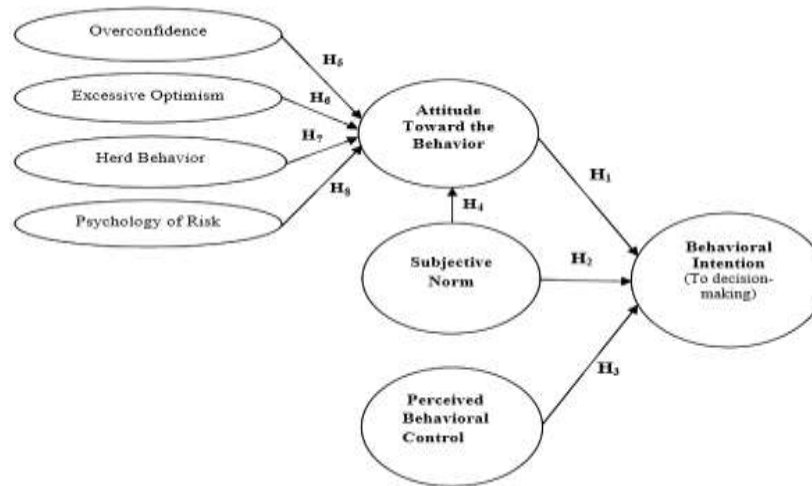 Overconfidence
Excessive Optimism
Herd Behavior
Psychology of Risk
H5
H6
H7
H8
Attitude
Toward the
Behavior
H4
Subjective
Norm
Perceived
Behavioral
Control
H1
H2
H3
Behavioral
Intention
(To decision-
making)